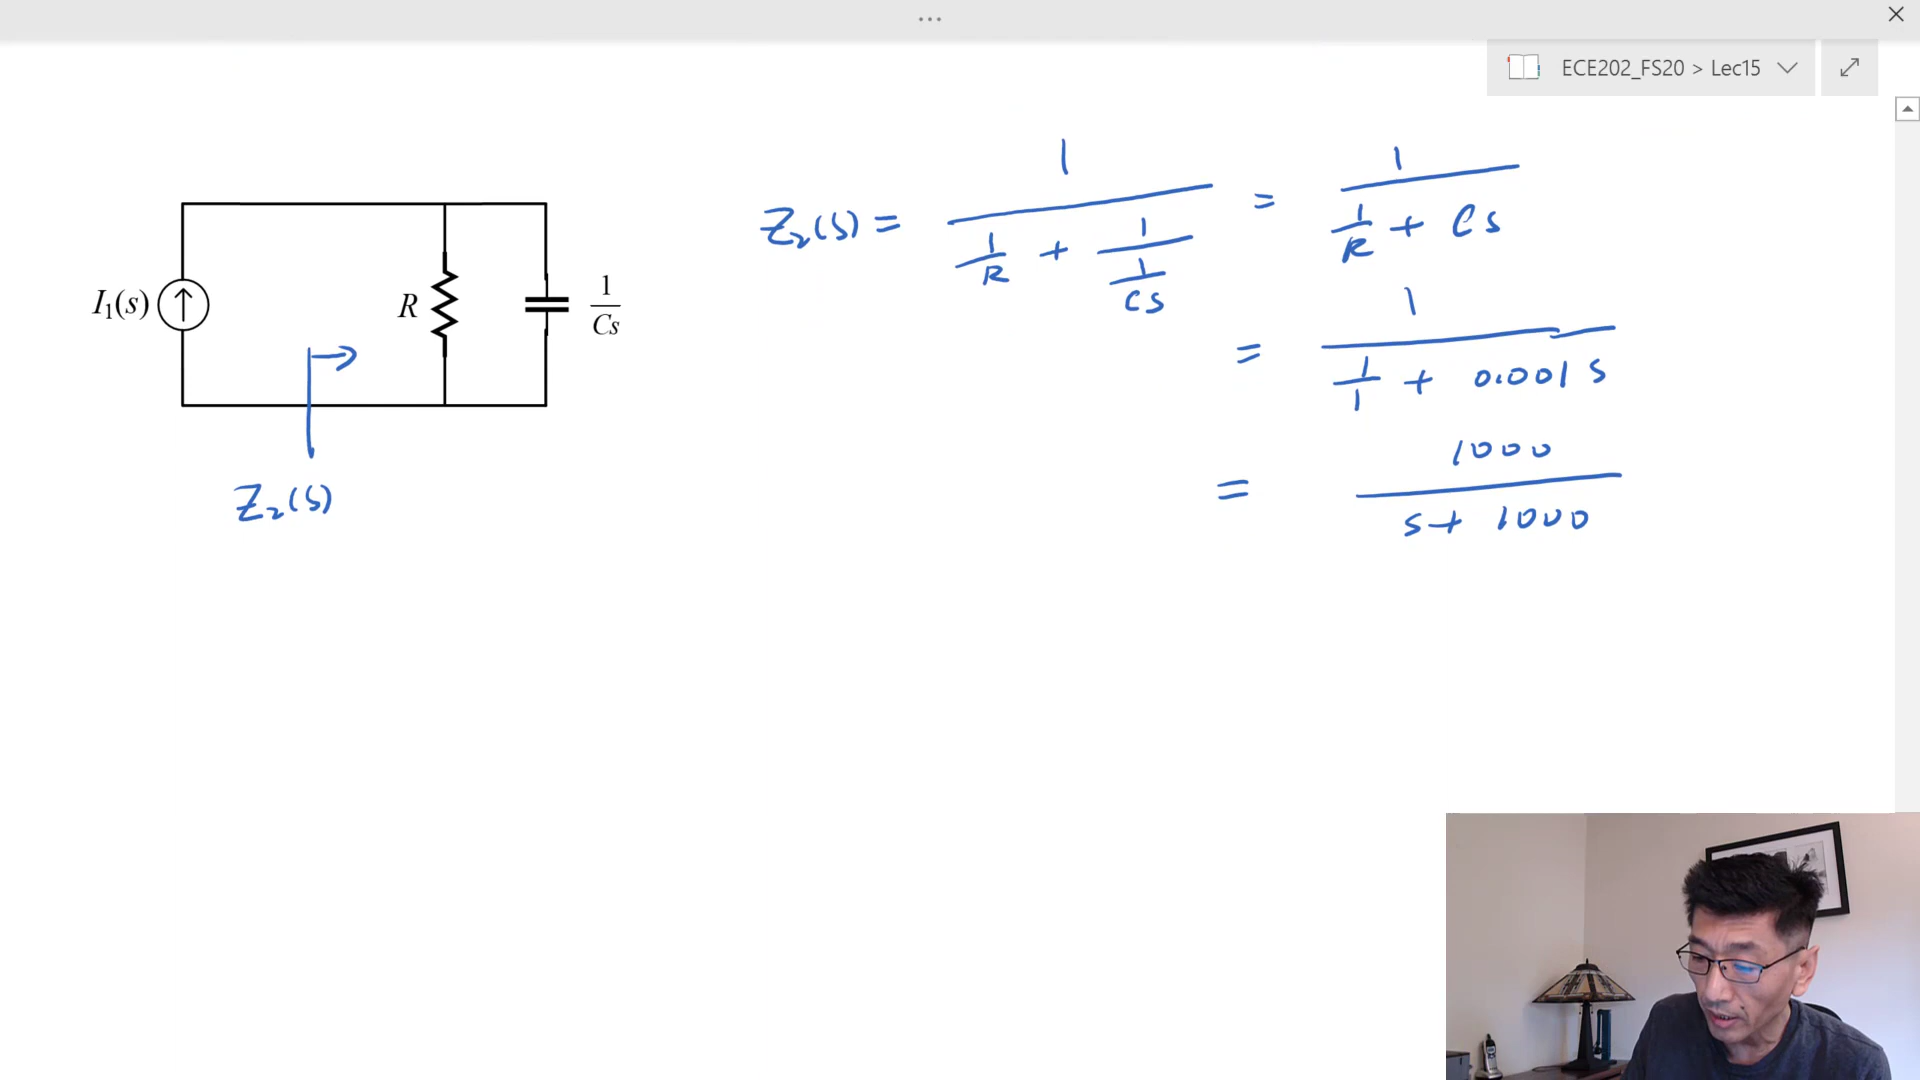 ECE202_FS20 > Lec15
Z₂(s) = 1 / (1/R + 1/(1/Cs)) = 1 / (1/R + Cs)
= 1 / (1/1 + 0.001 s)
= 1000 / (s + 1000)
I₁(s)
R
1/Cs
Z₂(s)